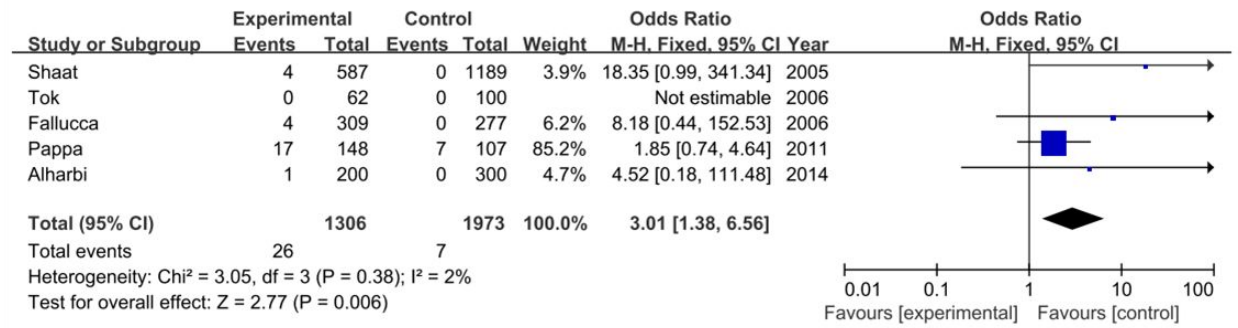 Experimental Control Odds Ratio Odds Ratio
Study or Subgroup Events Total Events Total Weight M-H, Fixed, 95% CI Year M-H, Fixed, 95% CI
Shaat 4 587 0 1189 3.9% 18.35 [0.99, 341.34] 2005
Tok 0 62 0 100 Not estimable 2006
Fallucca 4 309 0 277 6.2% 8.18 [0.44, 152.53] 2006
Pappa 17 148 7 107 85.2% 1.85 [0.74, 4.64] 2011
Alharbi 1 200 0 300 4.7% 4.52 [0.18, 111.48] 2014
Total (95% CI) 1306 1973 100.0% 3.01 [1.38, 6.56]
Total events 26 7
Heterogeneity: Chi² = 3.05, df = 3 (P = 0.38); I² = 2%
Test for overall effect: Z = 2.77 (P = 0.006)
0.01 0.1 1 10 100
Favours [experimental] Favours [control]